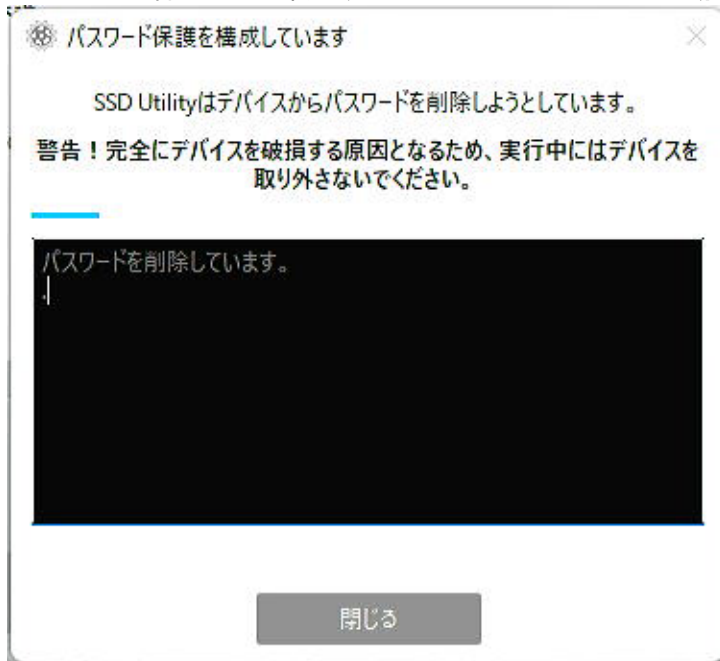 パスワード保護を構成しています
SSD Utilityはデバイスからパスワードを削除しようとしています。
警告！完全にデバイスを破損する原因となるため、実行中にはデバイスを
取り外さないでください。
パスワードを削除しています。
.
閉じる